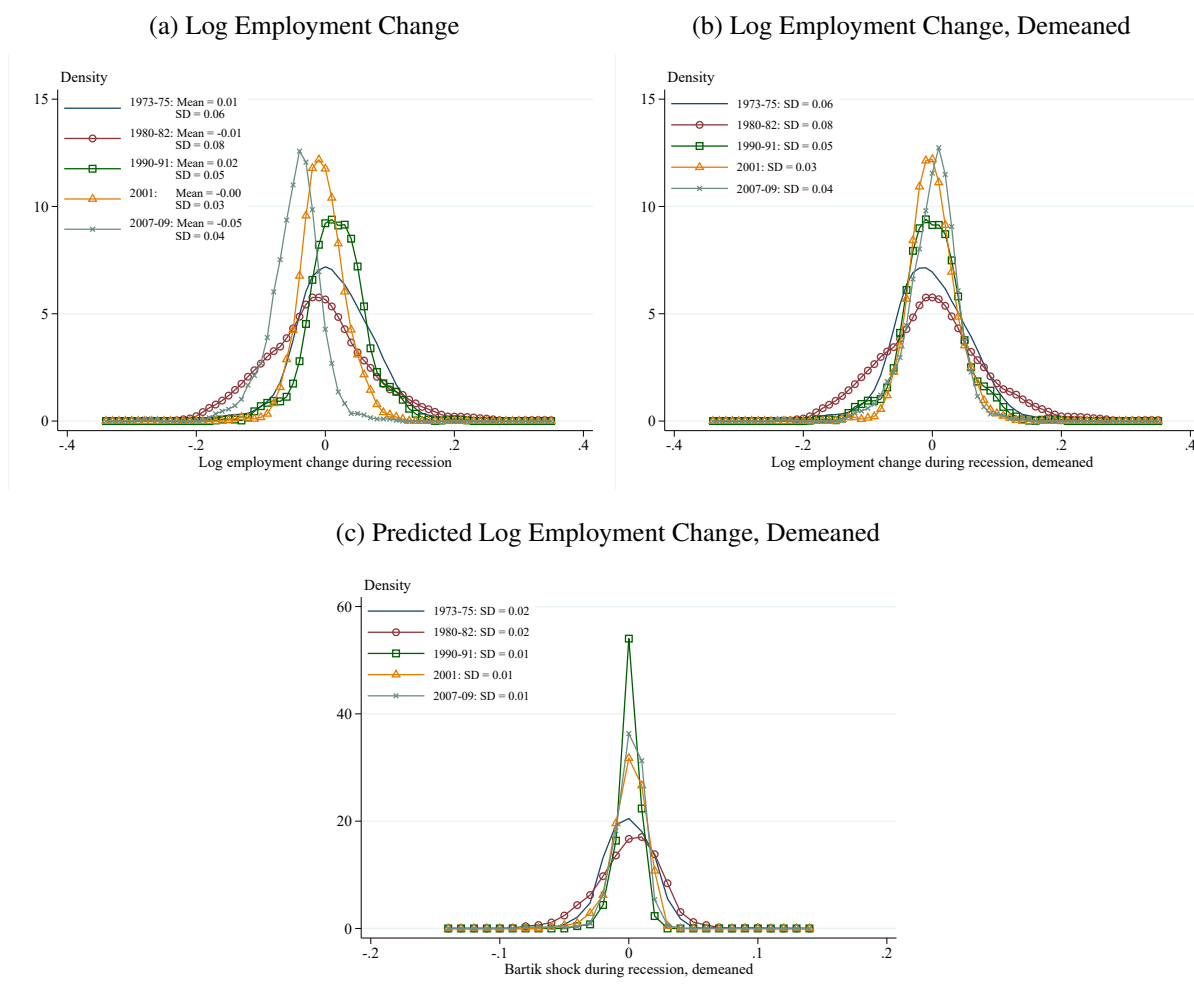 (a) Log Employment Change
Density
15
10
5
0
1973-75: Mean = 0.01
SD = 0.06
1980-82: Mean = -0.01
SD = 0.08
1990-91: Mean = 0.02
SD = 0.05
2001: Mean = -0.00
SD = 0.03
2007-09: Mean = -0.05
SD = 0.04
-.4 -.2 0 .2 .4
Log employment change during recession
(b) Log Employment Change, Demeaned
Density
15
10
5
0
1973-75: SD = 0.06
1980-82: SD = 0.08
1990-91: SD = 0.05
2001: SD = 0.03
2007-09: SD = 0.04
-.4 -.2 0 .2 .4
Log employment change during recession, demeaned
(c) Predicted Log Employment Change, Demeaned
Density
60
40
20
0
1973-75: SD = 0.02
1980-82: SD = 0.02
1990-91: SD = 0.01
2001: SD = 0.01
2007-09: SD = 0.01
-.2 -.1 0 .1 .2
Bartik shock during recession, demeaned